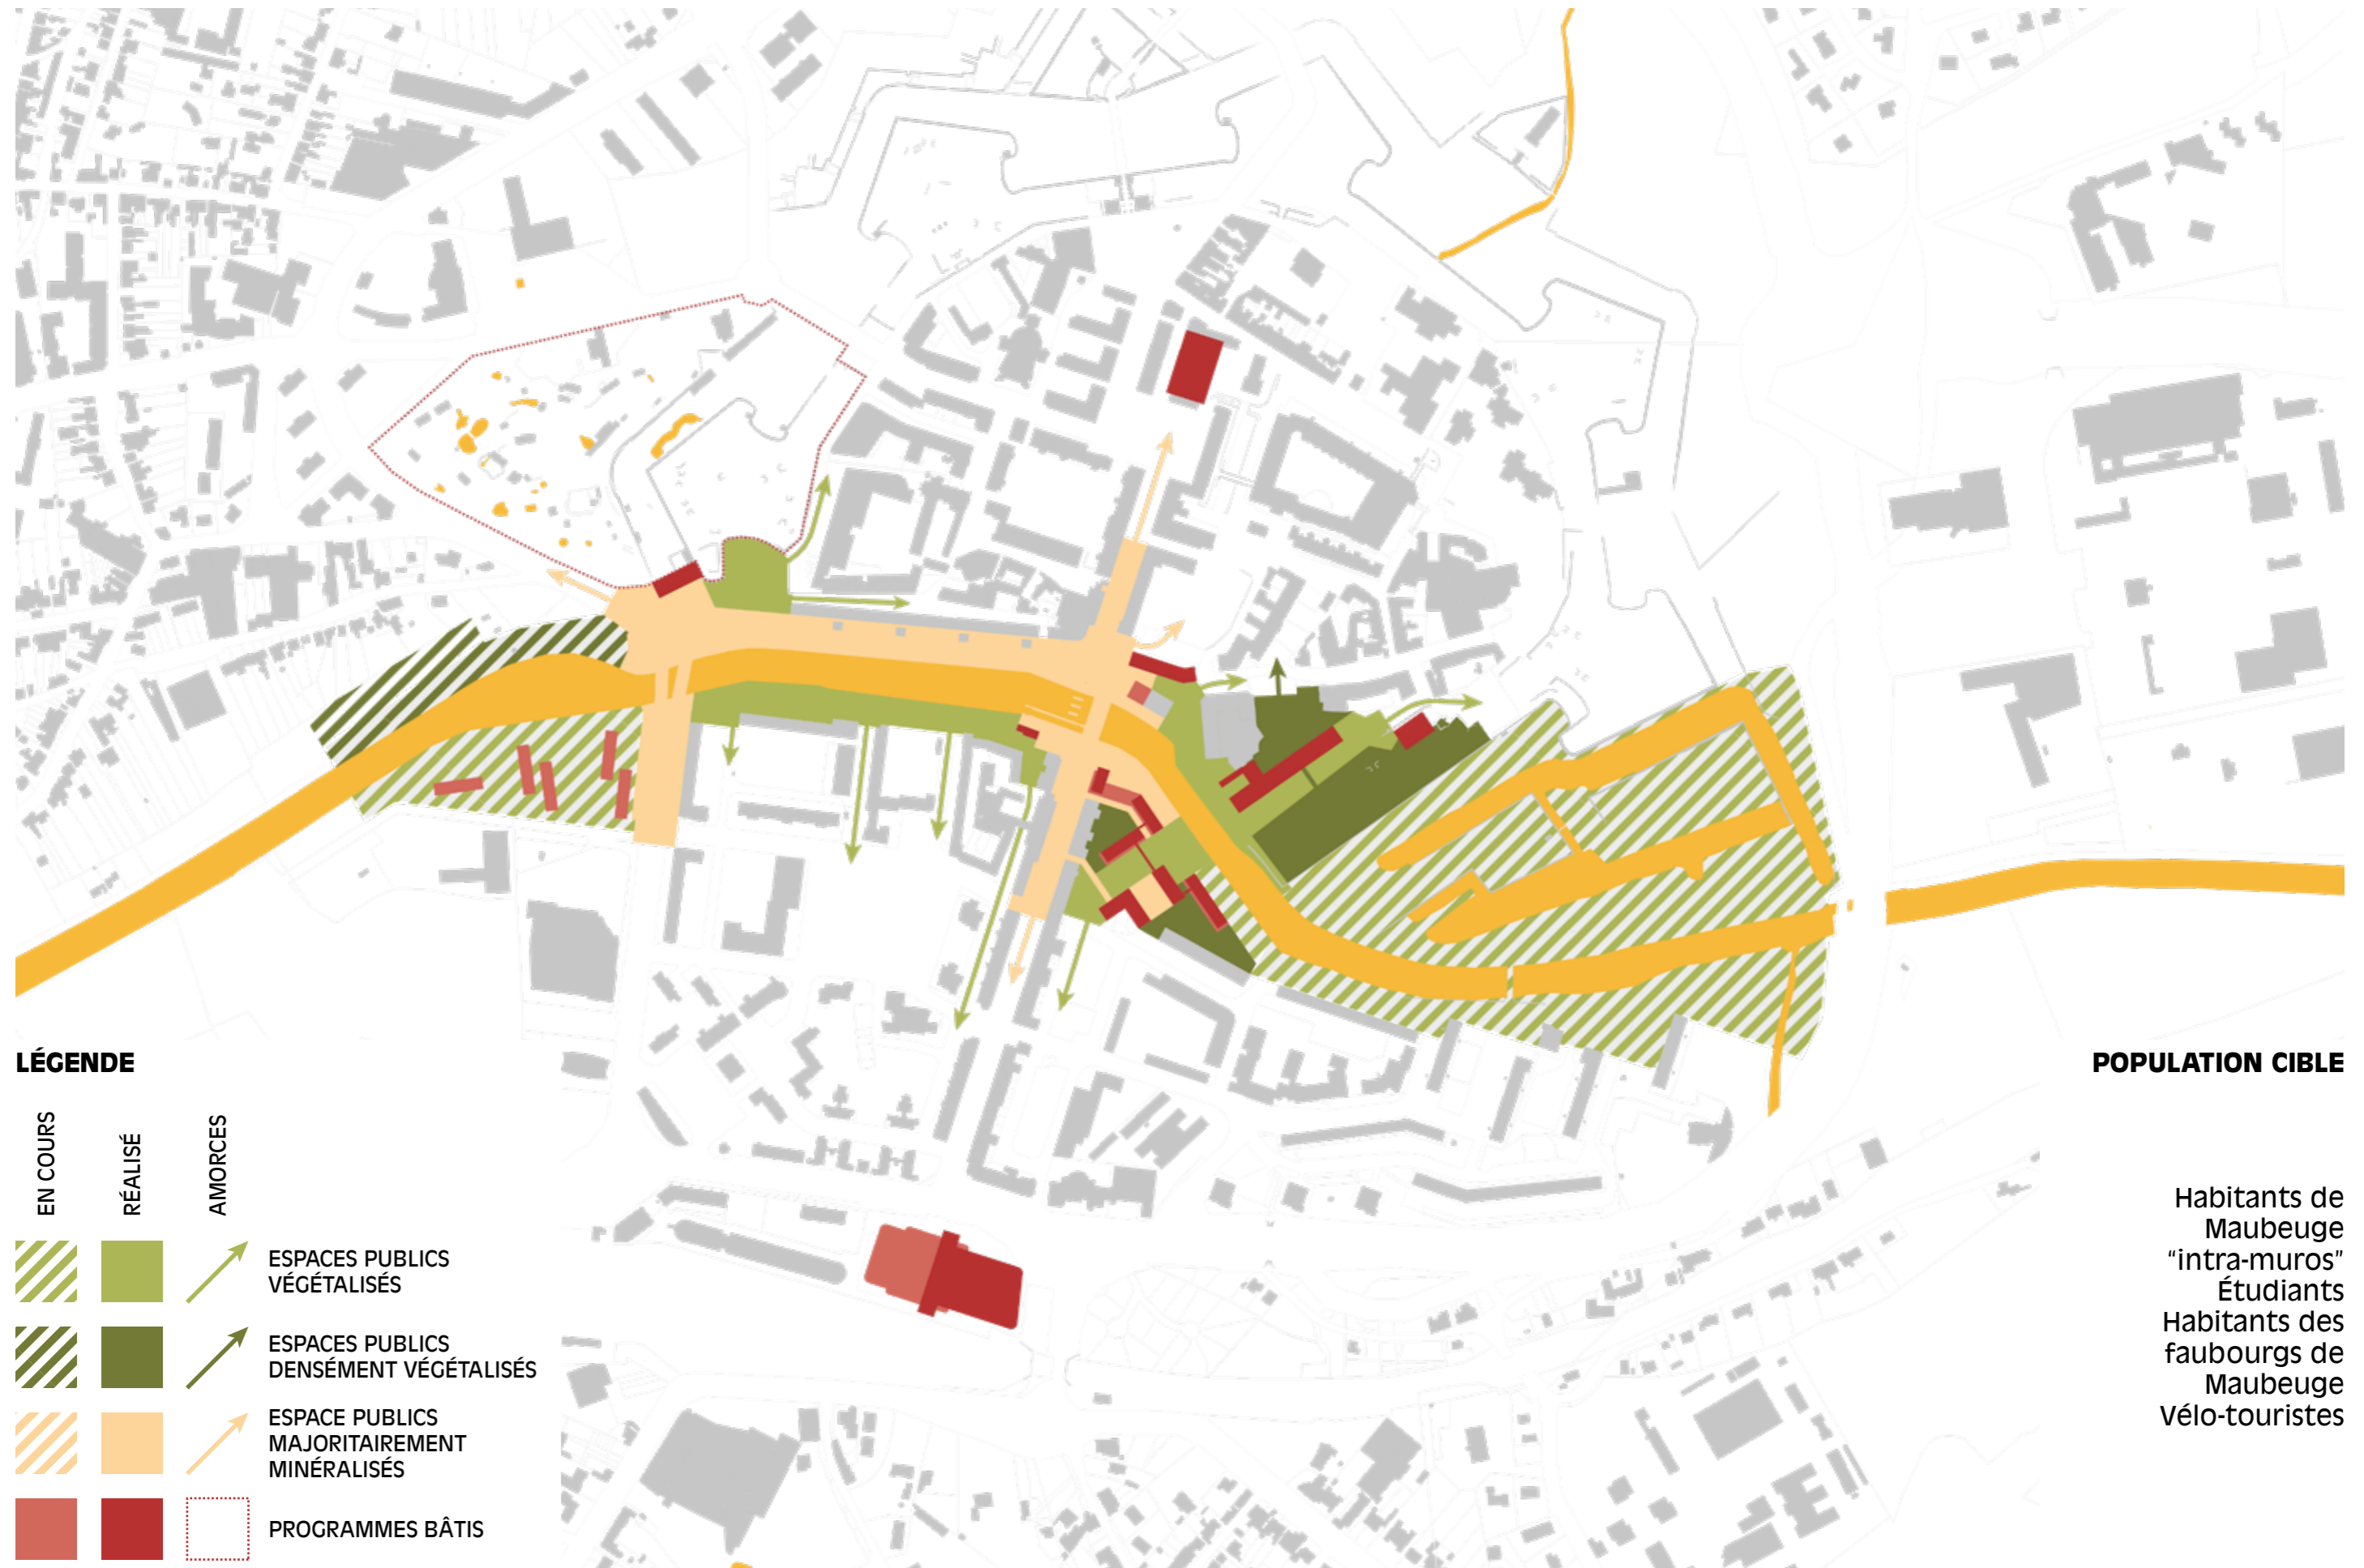 LÉGENDE
EN COURS
RÉALISÉ
AMORCES
ESPACES PUBLICS
VÉGÉTALISÉS
ESPACES PUBLICS
DENSÉMENT VÉGÉTALISÉS
ESPACE PUBLICS
MAJORITAIREMENT
MINÉRALISÉS
PROGRAMMES BÂTIS
POPULATION CIBLE
Habitants de
Maubeuge
“intra-muros”
Étudiants
Habitants des
faubourgs de
Maubeuge
Vélo-touristes